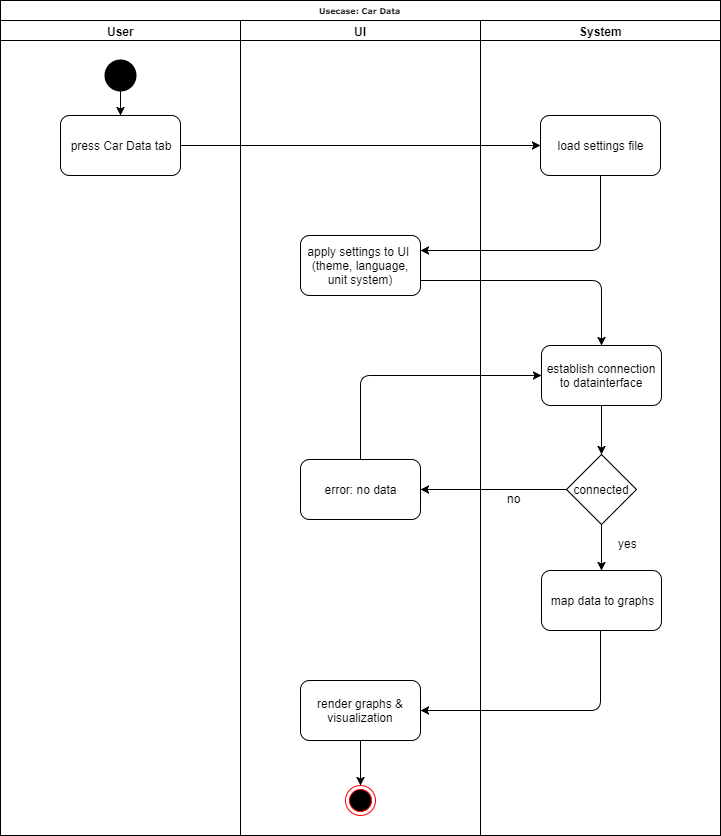 Usecase: Car Data
User
UI
System
press Car Data tab
load settings file
apply settings to UI
(theme, language,
unit system)
establish connection
to datainterface
error: no data
no
connected
yes
map data to graphs
render graphs &
visualization